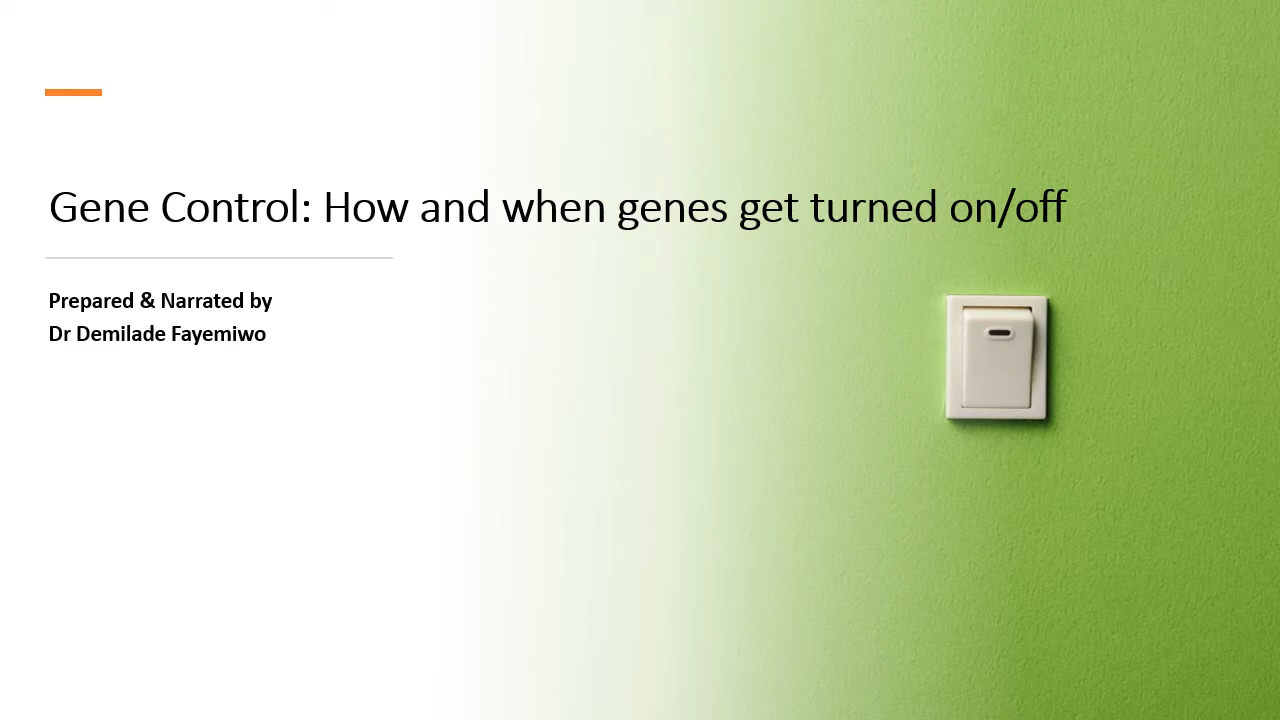 Gene Control: How and when genes get turned on/off
Prepared & Narrated by
Dr Demilade Fayemiwo